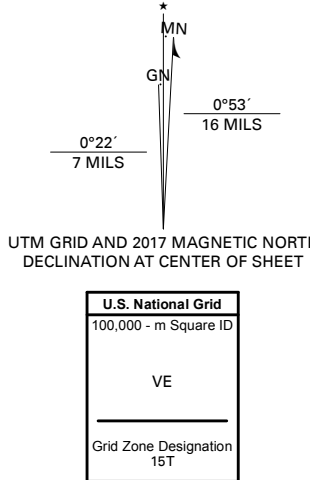 ★
MN
GN
0°53´
16 MILS
0°22´
7 MILS
UTM GRID AND 2017 MAGNETIC NORTH
DECLINATION AT CENTER OF SHEET
U.S. National Grid
100,000 - m Square ID
VE
Grid Zone Designation
15T